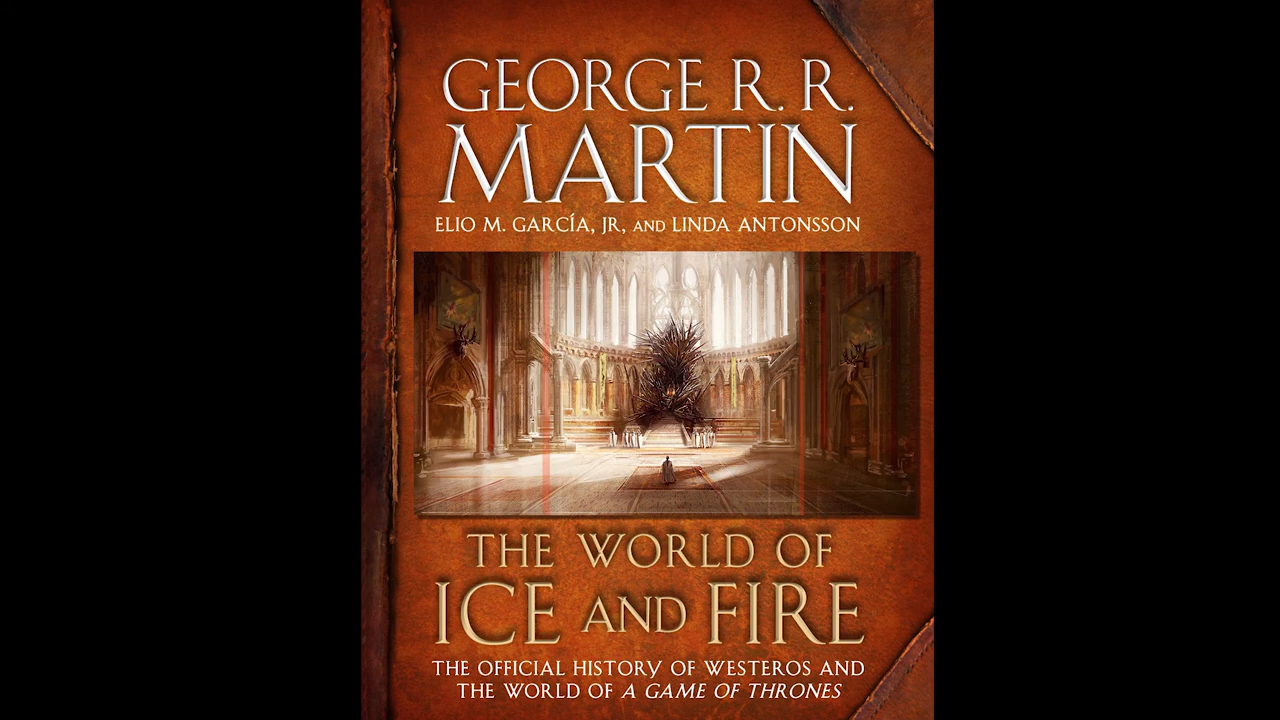 GEORGE R. R.
MARTIN
ELIO M. GARCÍA, JR, AND LINDA ANTONSSON
THE WORLD OF
ICE AND FIRE
THE OFFICIAL HISTORY OF WESTEROS AND
THE WORLD OF A GAME OF THRONES